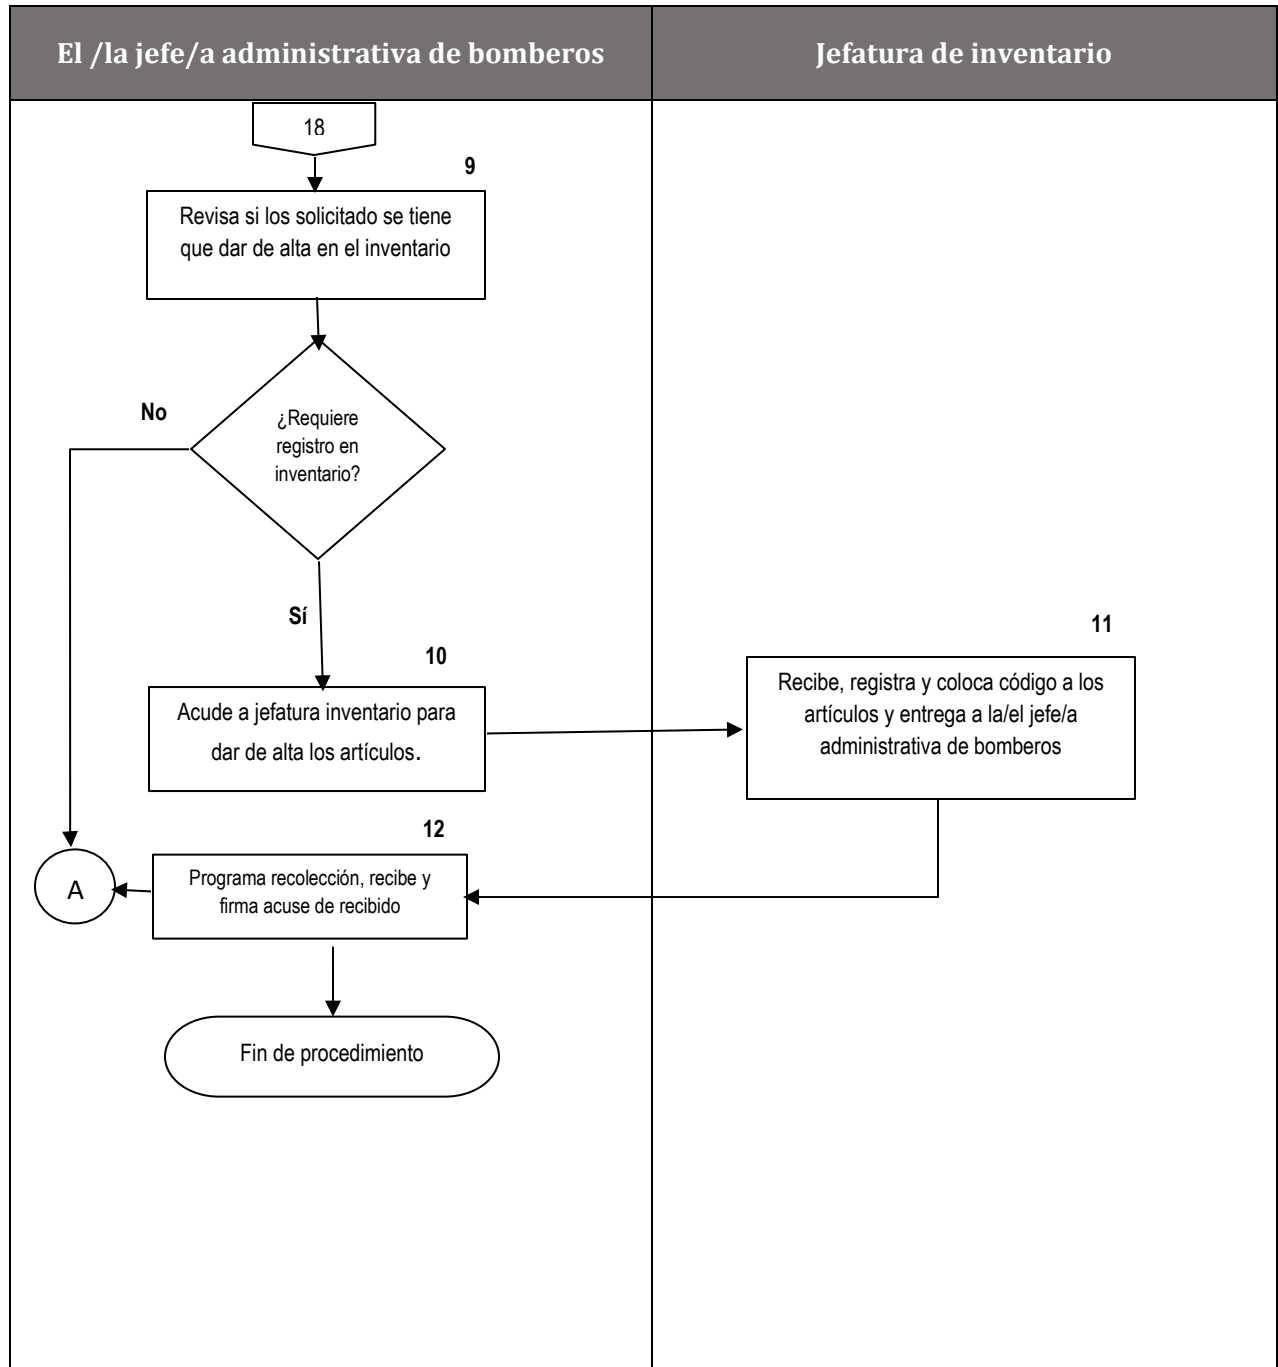 El /la jefe/a administrativa de bomberos
Jefatura de inventario
18
9
Revisa si los solicitado se tiene
que dar de alta en el inventario
No
¿Requiere
registro en
inventario?
Sí
10
Acude a jefatura inventario para
dar de alta los artículos.
11
Recibe, registra y coloca código a los
artículos y entrega a la/el jefe/a
administrativa de bomberos
12
Programa recolección, recibe y
firma acuse de recibido
A
Fin de procedimiento